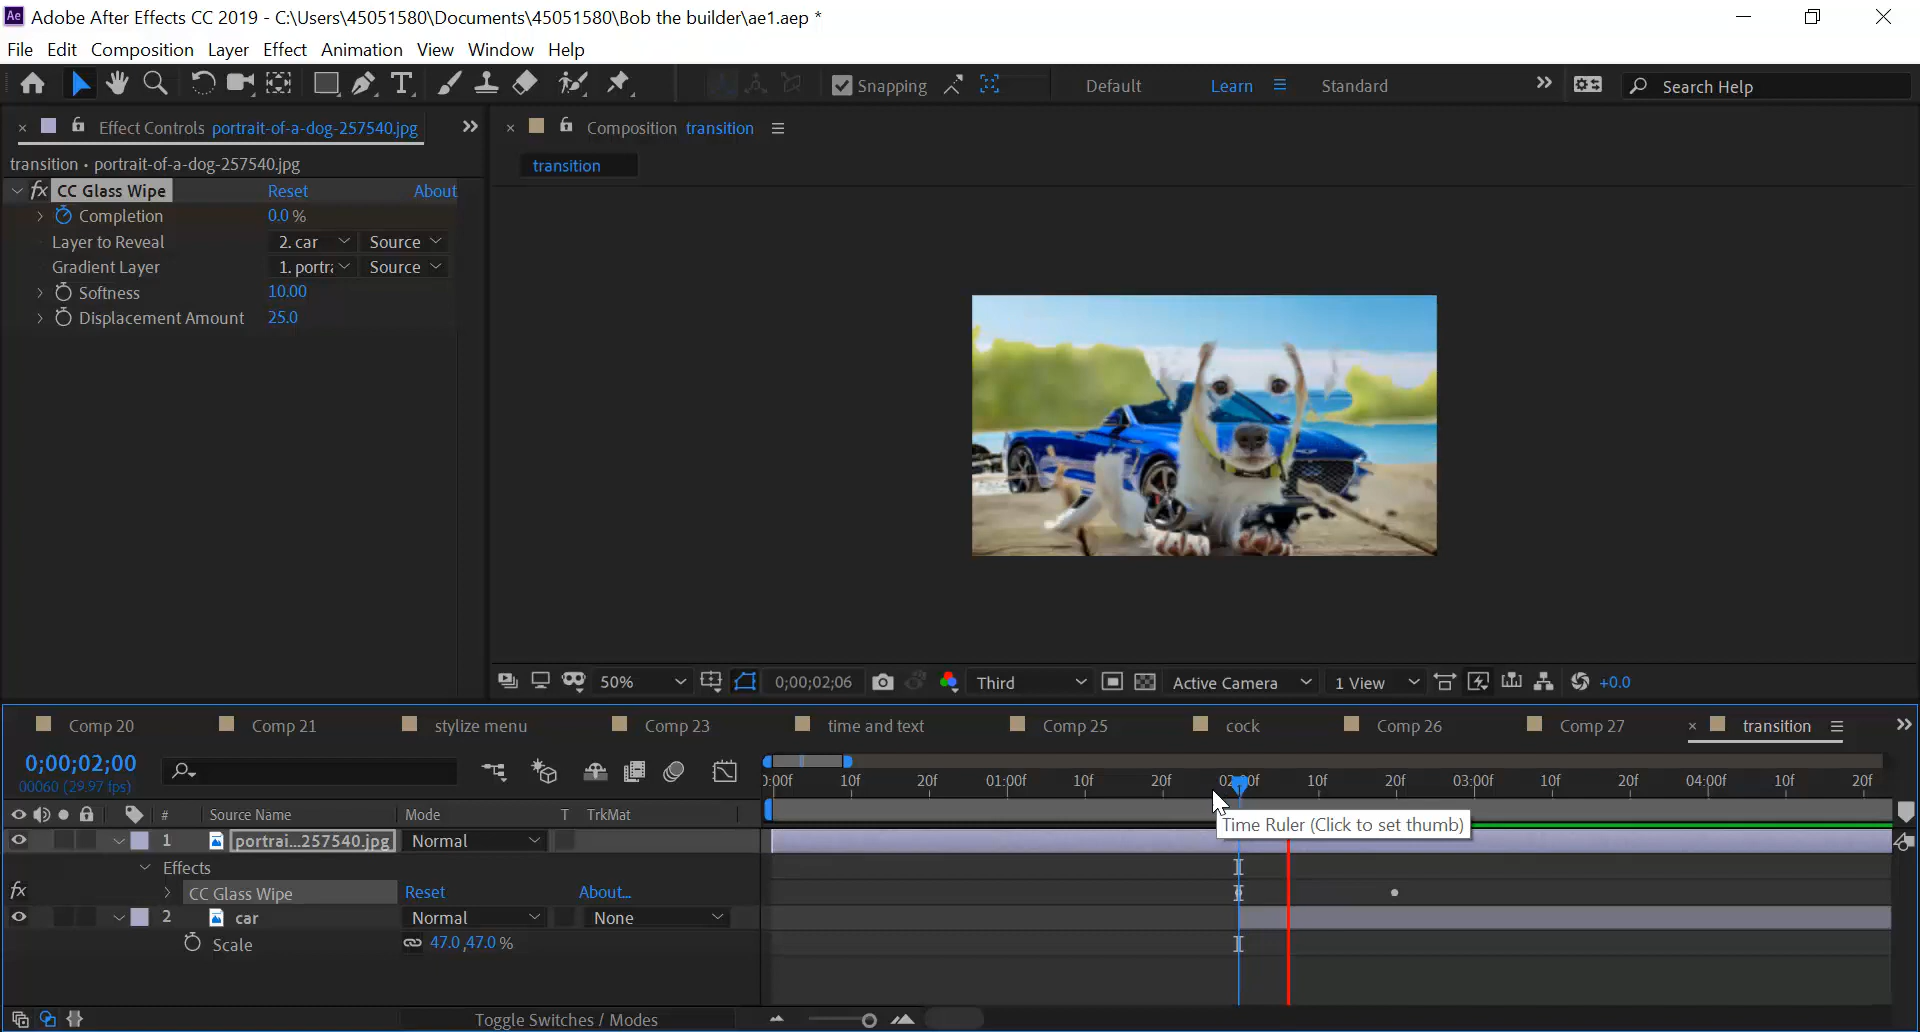 Ae Adobe After Effects CC 2019 - C:\Users\45051580\Documents\45051580\Bob the builder\ae1.aep *
File Edit Composition Layer Effect Animation View Window Help
Snapping Default Learn Standard Search Help
Effect Controls portrait-of-a-dog-257540.jpg
Composition transition
transition • portrait-of-a-dog-257540.jpg
transition
fx CC Glass Wipe Reset About
Completion 0.0 %
Layer to Reveal 2. car Source
Gradient Layer 1. portra Source
Softness 10.00
Displacement Amount 25.0
50% 0;00;02;06 Third Active Camera 1 View +0.0
Comp 20 Comp 21 stylize menu Comp 23 time and text Comp 25 cock Comp 26 Comp 27 transition
0;00;02;00
00060 (29.97 fps)
0:00f 10f 20f 01:00f 10f 20f 02:00f 10f 20f 03:00f 10f 20f 04:00f 10f 20f
# Source Name Mode T TrkMat
Time Ruler (Click to set thumb)
1 portrai...257540.jpg Normal
Effects
fx CC Glass Wipe Reset About...
2 car Normal None
Scale 47.0,47.0 %
Toggle Switches / Modes